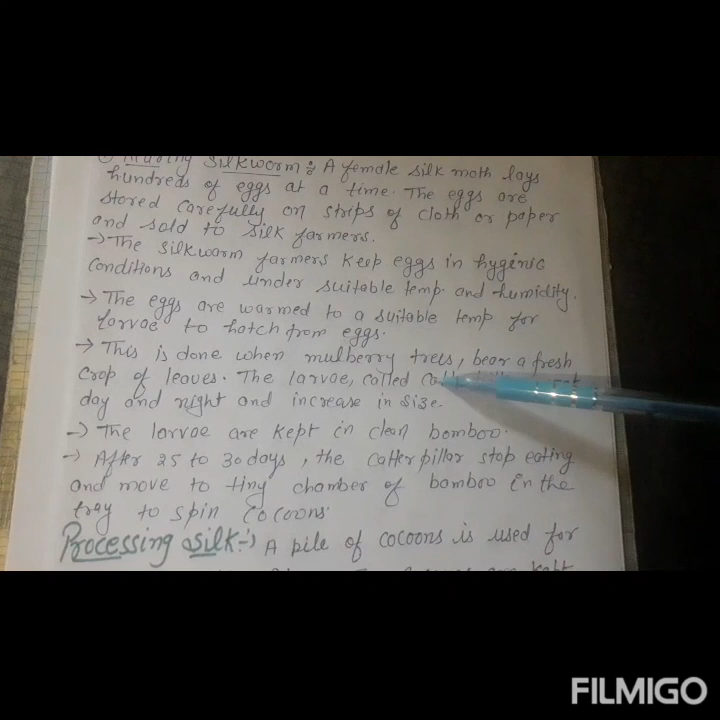 Silkworm :- A female silk moth lays
hundreds of eggs at a time. The eggs are
stored carefully on strips of cloth or paper
and sold to silk farmers.
→ The silkworm farmers keep eggs in hyginic
conditions and under suitable temp and humidity.
→ The eggs are warmed to a suitable temp for
larvae to hatch from eggs.
→ This is done when mulberry trees, bear a fresh
crop of leaves. The larvae, called
day and night and increase in size.
→ The larvae are kept in clean bomboo.
→ After 25 to 30 days, the catterpillar stop eating
and move to tiny chamber of bomboo in the
tray to spin cocoons.
Processing silk :-) A pile of cocoons is used for
FILMIGO